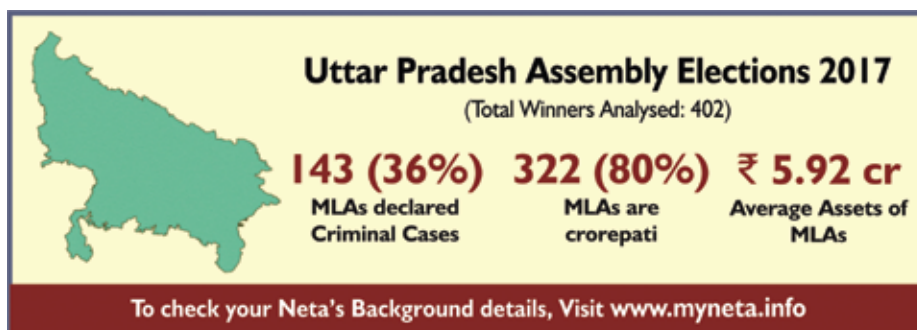 Uttar Pradesh Assembly Elections 2017
(Total Winners Analysed: 402)
143 (36%)
MLAs declared
Criminal Cases
322 (80%)
MLAs are
crorepati
₹ 5.92 cr
Average Assets of
MLAs
To check your Neta's Background details, Visit www.myneta.info